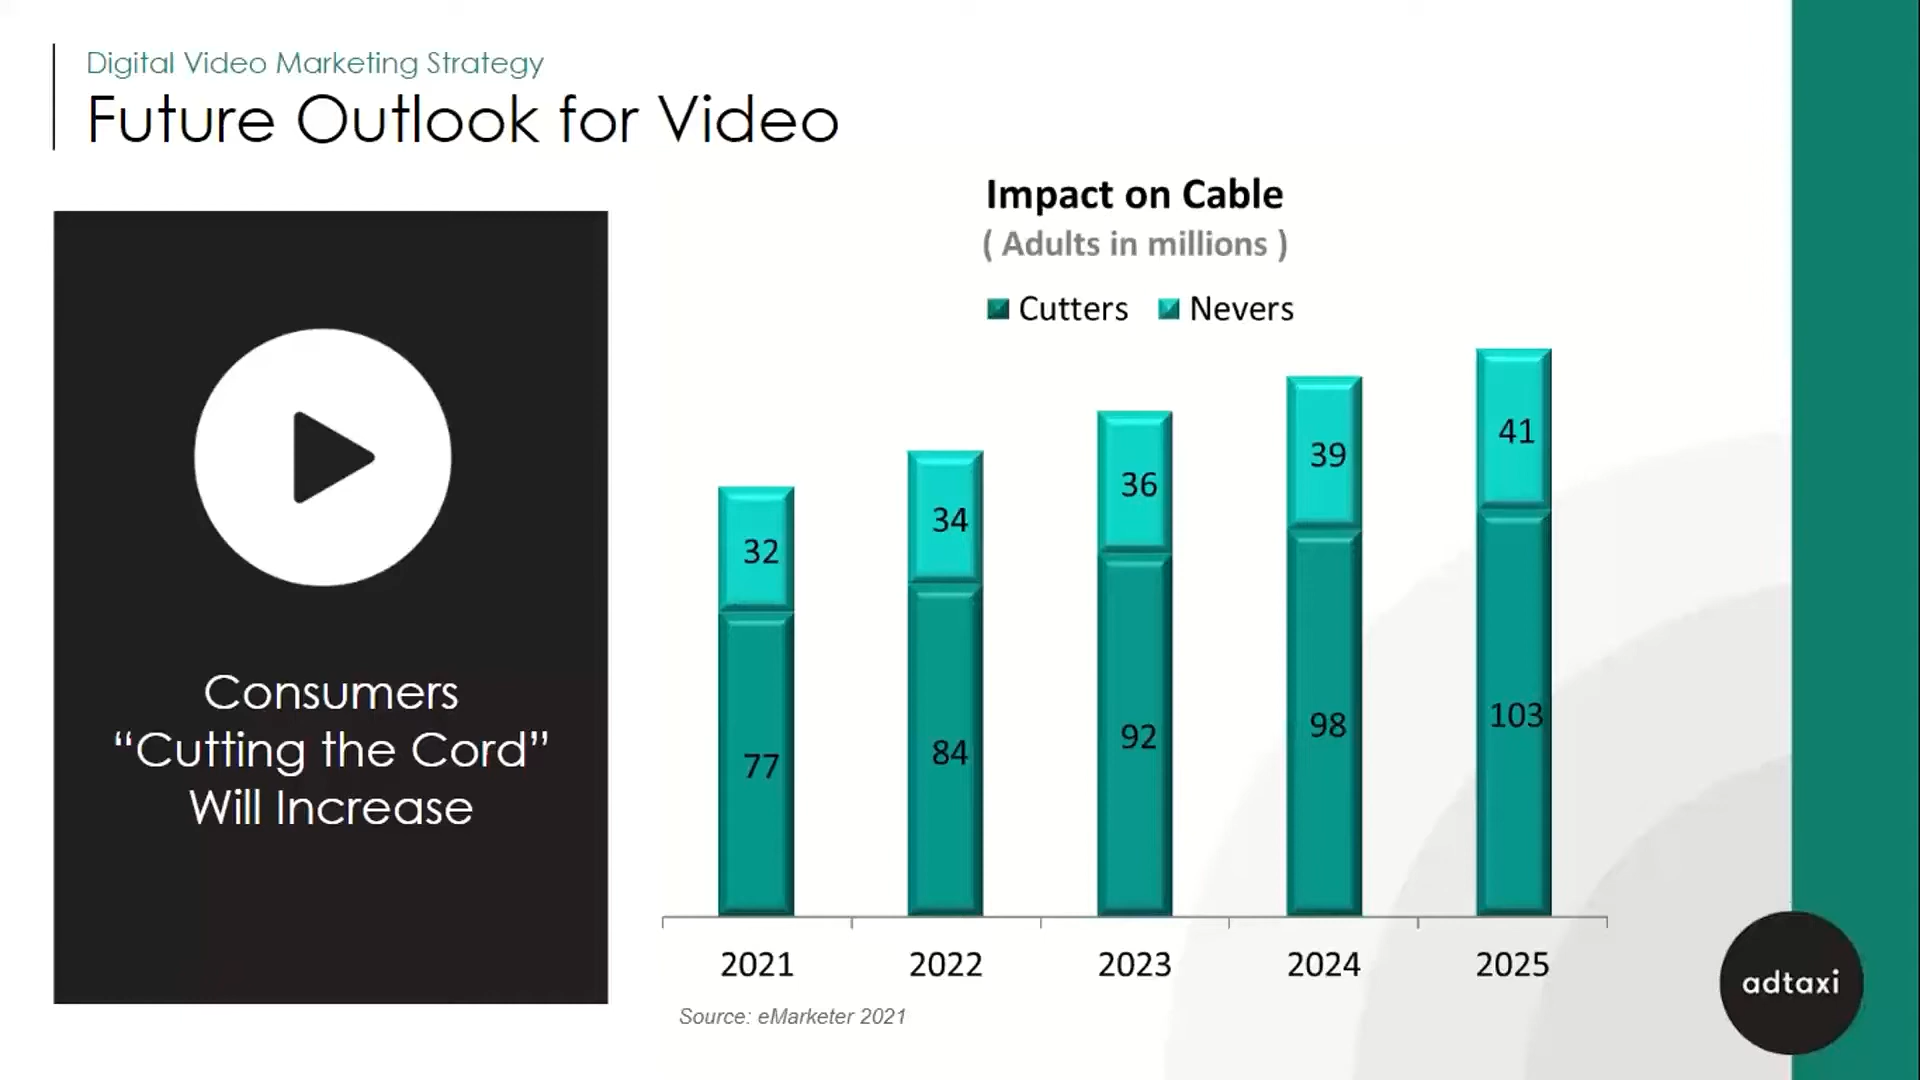 Digital Video Marketing Strategy
Future Outlook for Video
Consumers
“Cutting the Cord”
Will Increase
Impact on Cable
( Adults in millions )
Cutters Nevers
32 34 36 39 41
77 84 92 98 103
2021 2022 2023 2024 2025
Source: eMarketer 2021
adtaxi